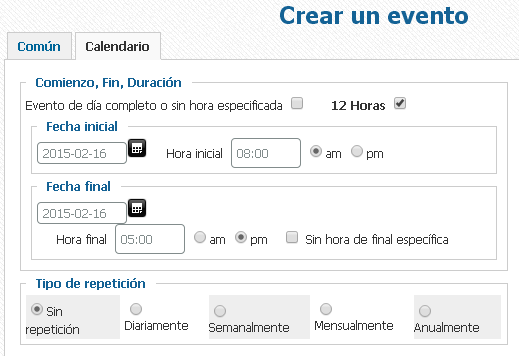 Crear un evento
Común Calendario
Comienzo, Fin, Duración
Evento de día completo o sin hora especificada 12 Horas
Fecha inicial
2015-02-16 Hora inicial 08:00 am pm
Fecha final
2015-02-16
Hora final 05:00 am pm Sin hora de final específica
Tipo de repetición
Sin repetición Diariamente Semanalmente Mensualmente Anualmente